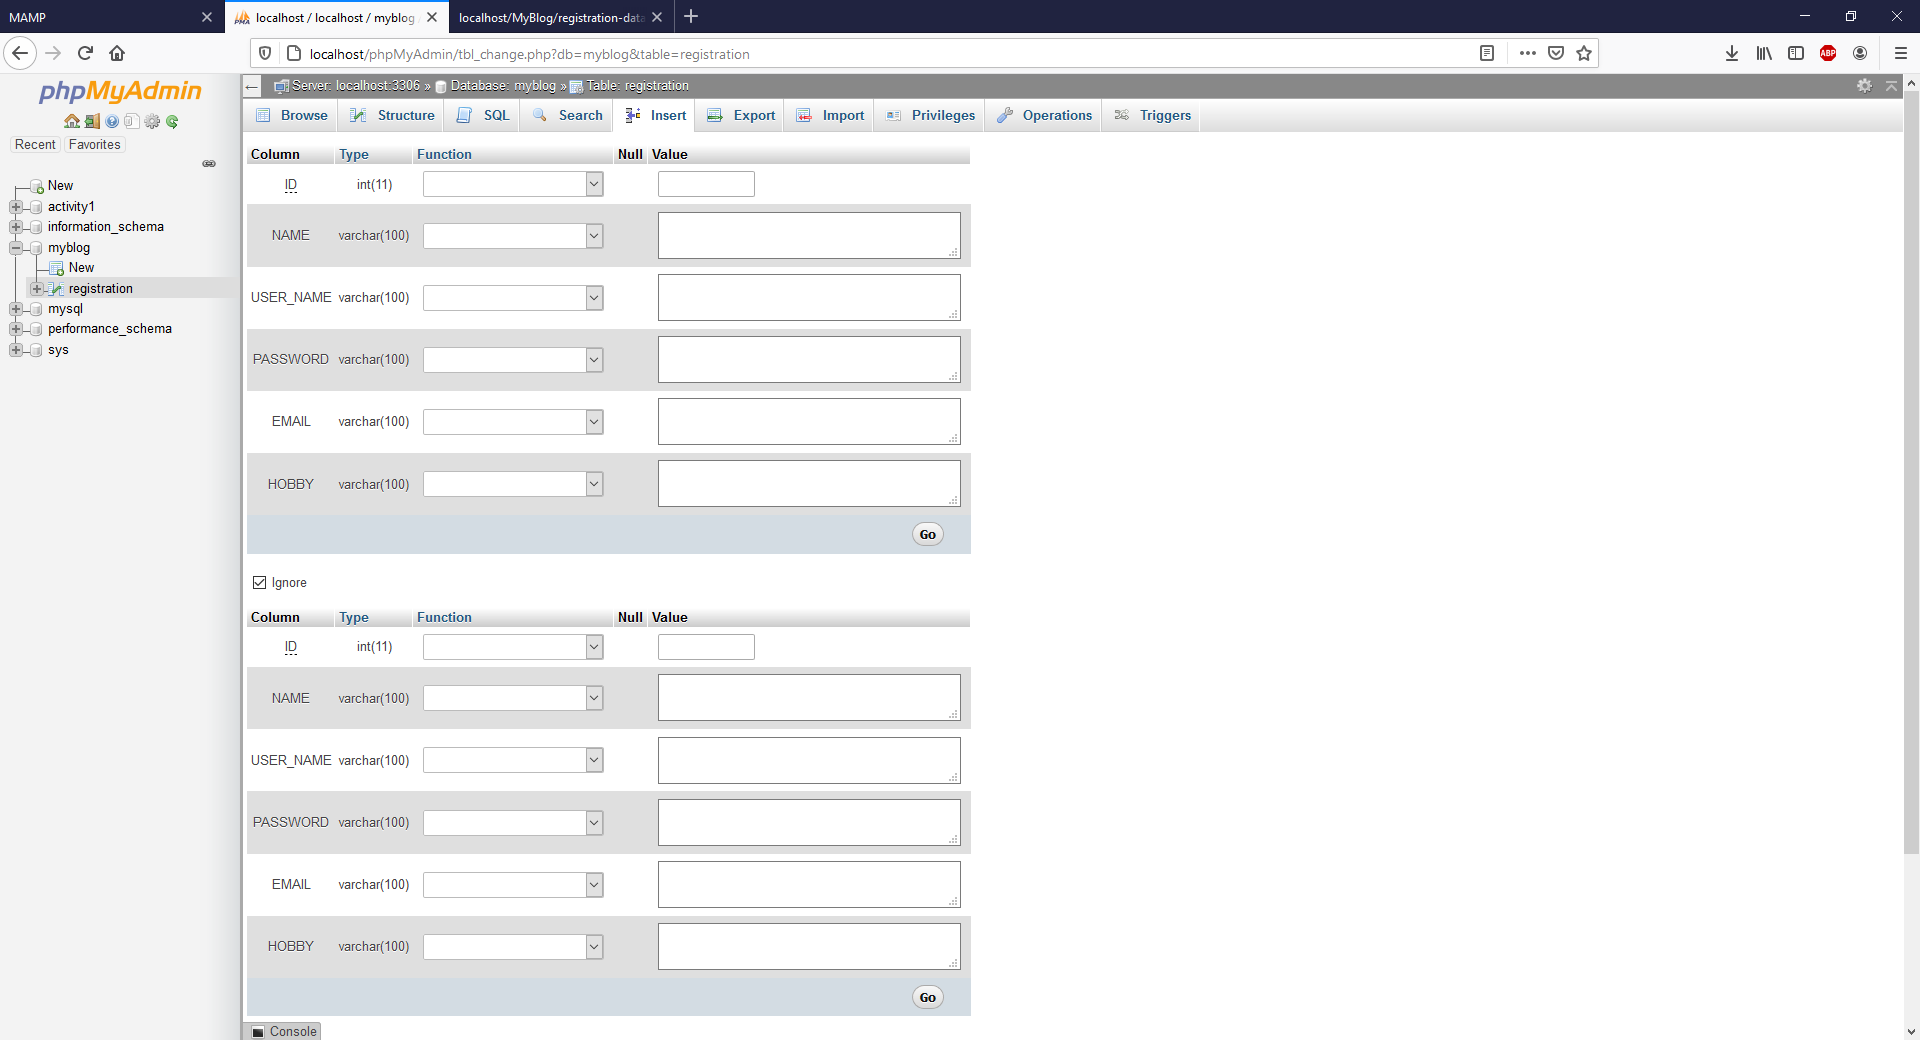 MAMP
localhost / localhost / myblog
localhost/MyBlog/registration-data
localhost/phpMyAdmin/tbl_change.php?db=myblog&table=registration
ABP
phpMyAdmin
Recent Favorites
New
activity1
information_schema
myblog
New
registration
mysql
performance_schema
sys
Server: localhost:3306 » Database: myblog » Table: registration
Browse Structure SQL Search Insert Export Import Privileges Operations Triggers
Column Type Function Null Value
ID int(11)
NAME varchar(100)
USER_NAME varchar(100)
PASSWORD varchar(100)
EMAIL varchar(100)
HOBBY varchar(100)
Go
Ignore
Column Type Function Null Value
ID int(11)
NAME varchar(100)
USER_NAME varchar(100)
PASSWORD varchar(100)
EMAIL varchar(100)
HOBBY varchar(100)
Go
Console